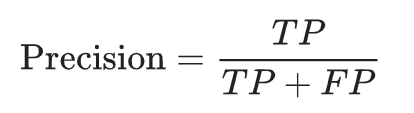 Precision = TP / (TP + FP)